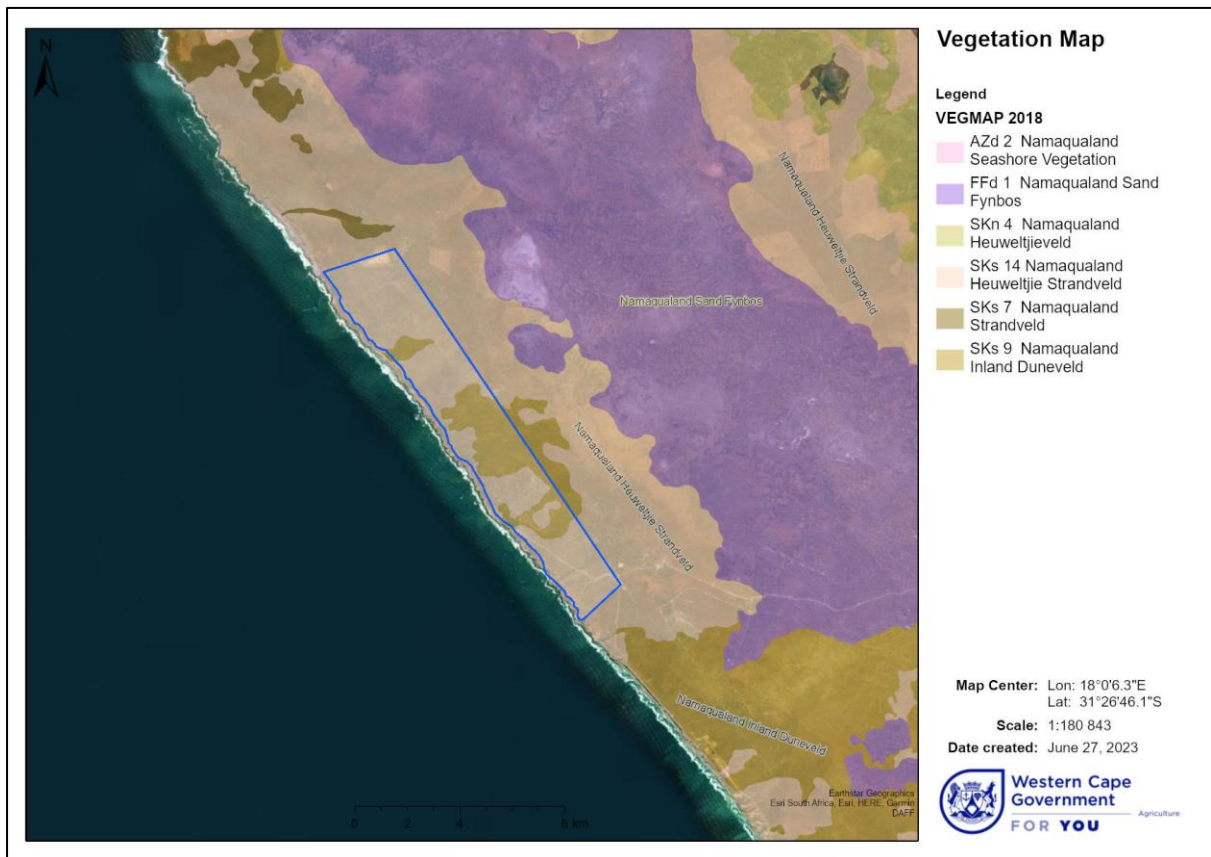 N
Vegetation Map
Legend
VEGMAP 2018
AZd 2 Namaqualand
Seashore Vegetation
FFd 1 Namaqualand Sand
Fynbos
SKn 4 Namaqualand
Heuweltjieveld
SKs 14 Namaqualand
Heuweltjie Strandveld
SKs 7 Namaqualand
Strandveld
SKs 9 Namaqualand
Inland Duneveld
Namaqualand Heuweltjie Strandveld
Namaqualand Sand Fynbos
Namaqualand Heuweltjie Strandveld
Namaqualand Inland Duneveld
0 2 4 6 km
Earthstar Geographics
Esri South Africa, Esri, HERE, Garmin
DAFF
Map Center: Lon: 18°0'6.3"E
Lat: 31°26'46.1"S
Scale: 1:180 843
Date created: June 27, 2023
Western Cape
Government
Agriculture
FOR YOU